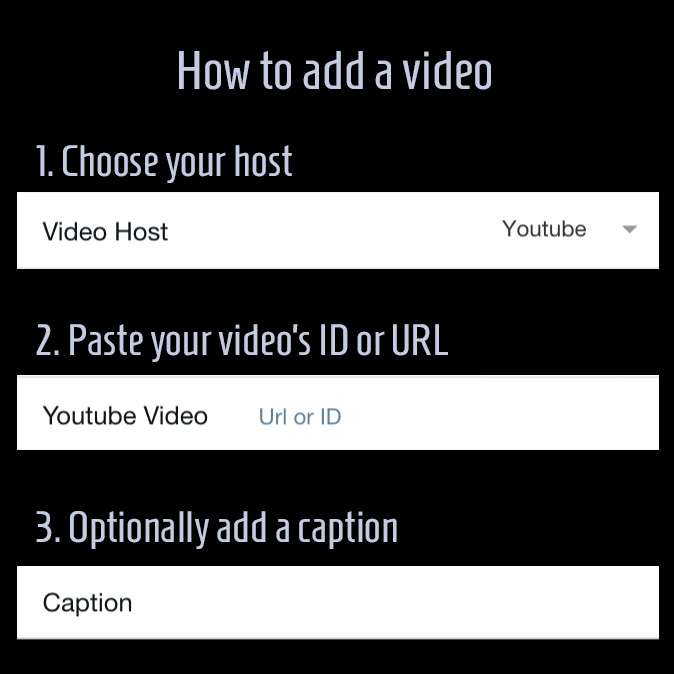 How to add a video
1. Choose your host
Video Host Youtube
2. Paste your video's ID or URL
Youtube Video Url or ID
3. Optionally add a caption
Caption